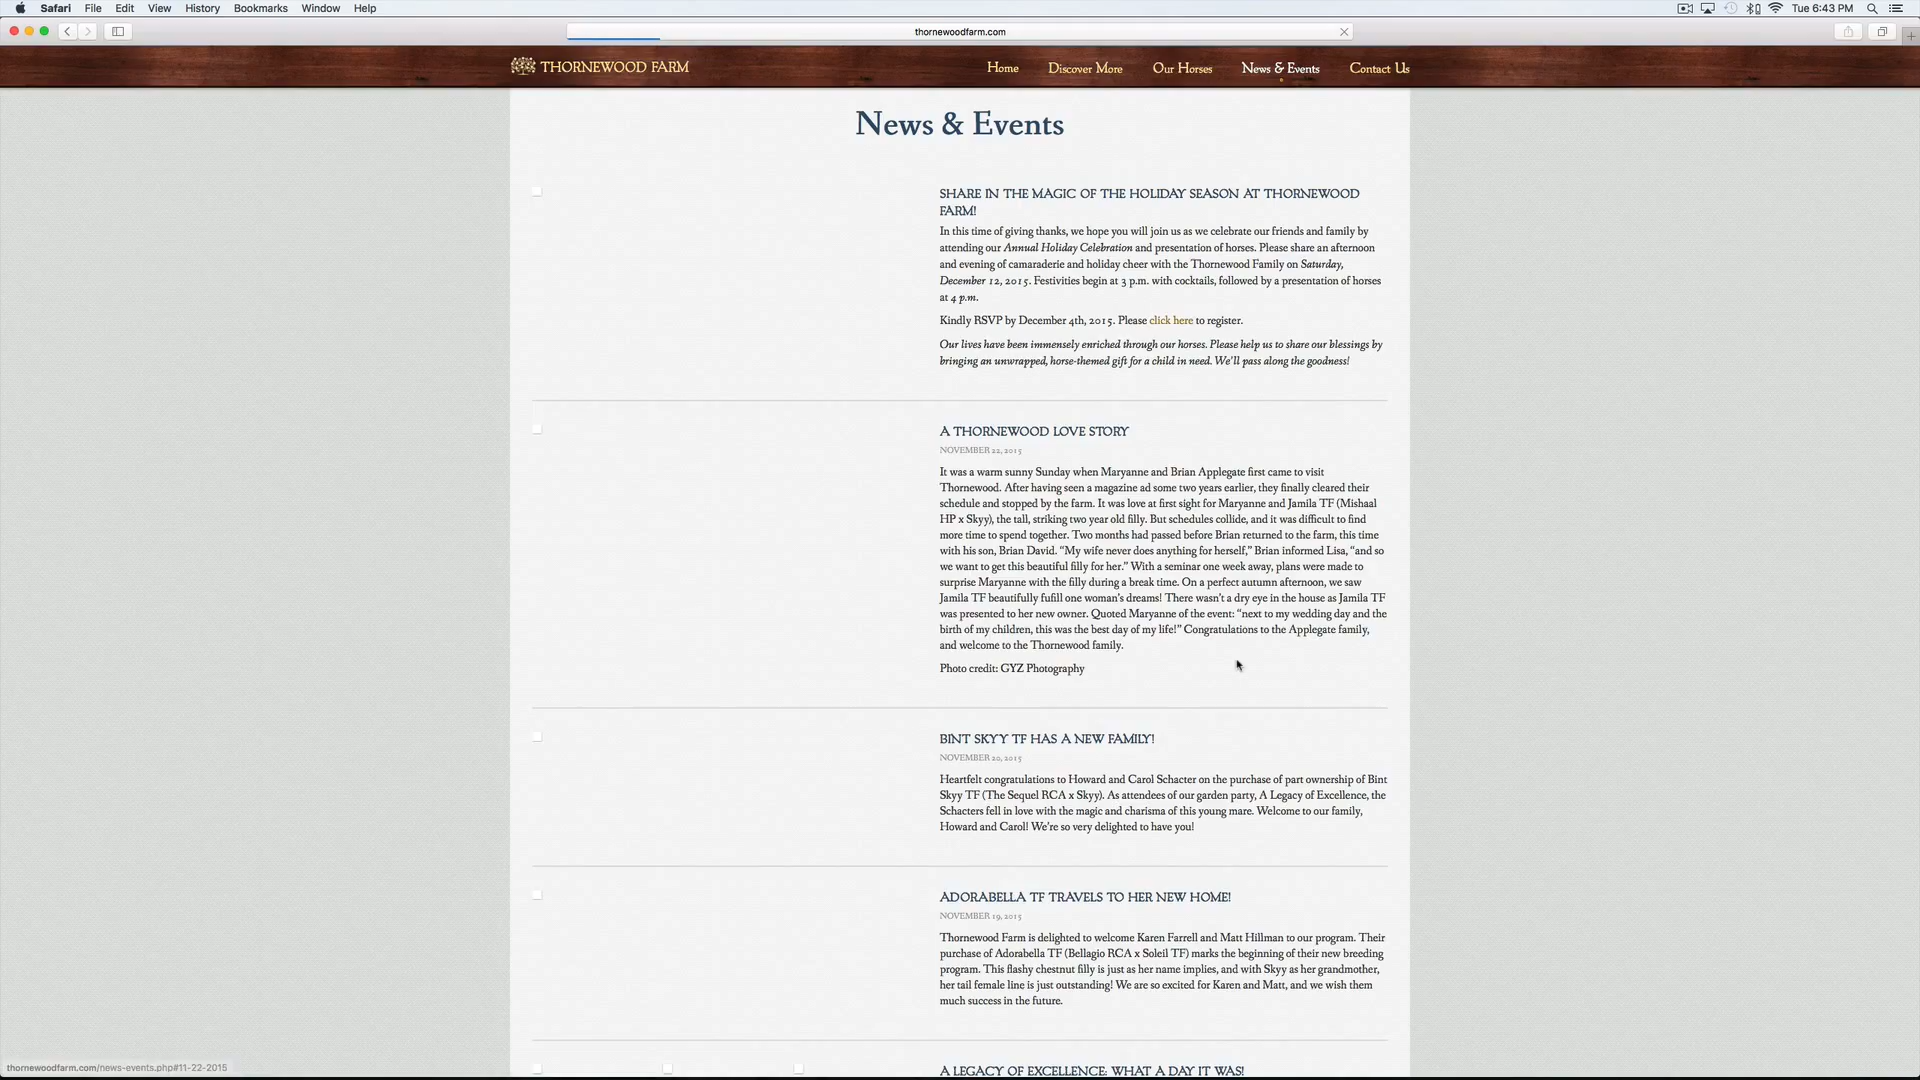 Safari File Edit View History Bookmarks Window Help
Tue 6:43 PM
thornewoodfarm.com
THORNEWOOD FARM
Home Discover More Our Horses News & Events Contact Us
News & Events
SHARE IN THE MAGIC OF THE HOLIDAY SEASON AT THORNEWOOD
FARM!
In this time of giving thanks, we hope you will join us as we celebrate our friends and family by
attending our Annual Holiday Celebration and presentation of horses. Please share an afternoon
and evening of camaraderie and holiday cheer with the Thornewood Family on Saturday,
December 12, 2015. Festivities begin at 3 p.m. with cocktails, followed by a presentation of horses
at 4 p.m.
Kindly RSVP by December 4th, 2015. Please click here to register.
Our lives have been immensely enriched through our horses. Please help us to share our blessings by
bringing an unwrapped, horse-themed gift for a child in need. We'll pass along the goodness!
A THORNEWOOD LOVE STORY
NOVEMBER 22, 2015
It was a warm sunny Sunday when Maryanne and Brian Applegate first came to visit
Thornewood. After having seen a magazine ad some two years earlier, they finally cleared their
schedule and stopped by the farm. It was love at first sight for Maryanne and Jamila TF (Mishaal
HP x Skyy), the tall, striking two year old filly. But schedules collide, and it was difficult to find
more time to spend together. Two months had passed before Brian returned to the farm, this time
with his son, Brian David. “My wife never does anything for herself,” Brian informed Lisa, “and so
we want to get this beautiful filly for her.” With a seminar one week away, plans were made to
surprise Maryanne with the filly during a break time. On a perfect autumn afternoon, we saw
Jamila TF beautifully fufill one woman's dreams! There wasn't a dry eye in the house as Jamila TF
was presented to her new owner. Quoted Maryanne of the event: “next to my wedding day and the
birth of my children, this was the best day of my life!” Congratulations to the Applegate family,
and welcome to the Thornewood family.
Photo credit: GYZ Photography
BINT SKYY TF HAS A NEW FAMILY!
NOVEMBER 20, 2015
Heartfelt congratulations to Howard and Carol Schacter on the purchase of part ownership of Bint
Skyy TF (The Sequel RCA x Skyy). As attendees of our garden party, A Legacy of Excellence, the
Schacters fell in love with the magic and charisma of this young mare. Welcome to our family,
Howard and Carol! We're so very delighted to have you!
ADORABELLA TF TRAVELS TO HER NEW HOME!
NOVEMBER 19, 2015
Thornewood Farm is delighted to welcome Karen Farrell and Matt Hillman to our program. Their
purchase of Adorabella TF (Bellagio RCA x Soleil TF) marks the beginning of their new breeding
program. This flashy chestnut filly is just as her name implies, and with Skyy as her grandmother,
her tail female line is just outstanding! We are so excited for Karen and Matt, and we wish them
much success in the future.
A LEGACY OF EXCELLENCE: WHAT A DAY IT WAS!
thornewoodfarm.com/news-events.php#11-22-2015